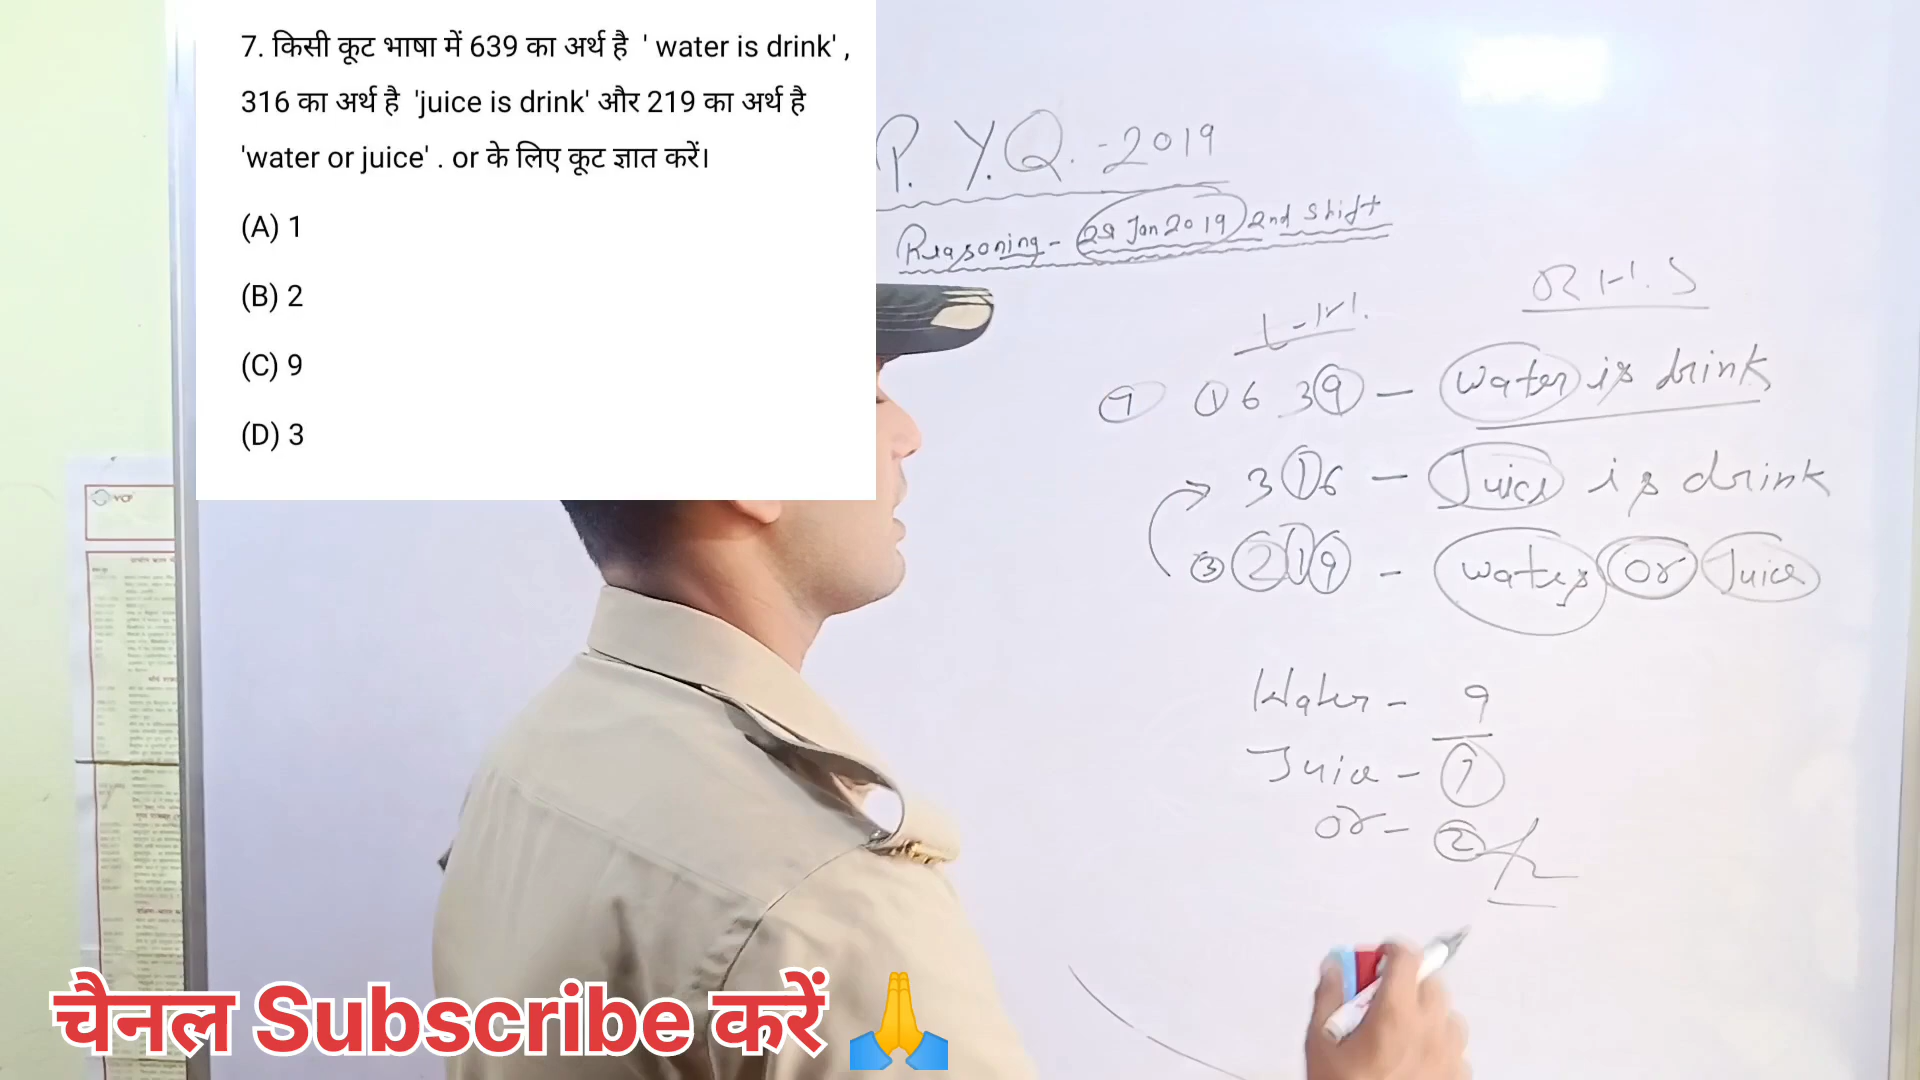 7. किसी कूट भाषा में 639 का अर्थ है ' water is drink' ,
316 का अर्थ है 'juice is drink' और 219 का अर्थ है
'water or juice' . or के लिए कूट ज्ञात करें।
(A) 1
(B) 2
(C) 9
(D) 3
P.Y.Q. - 2019
Reasoning - Jan 2019 2nd Shift
R.H.S
① 6 3 9 — Water is drink
3 1 6 — Juice is drink
③ 2 1 9 - water or Juice
Water - 9
Juice - 1
or - 2
चैनल Subscribe करें 🙏